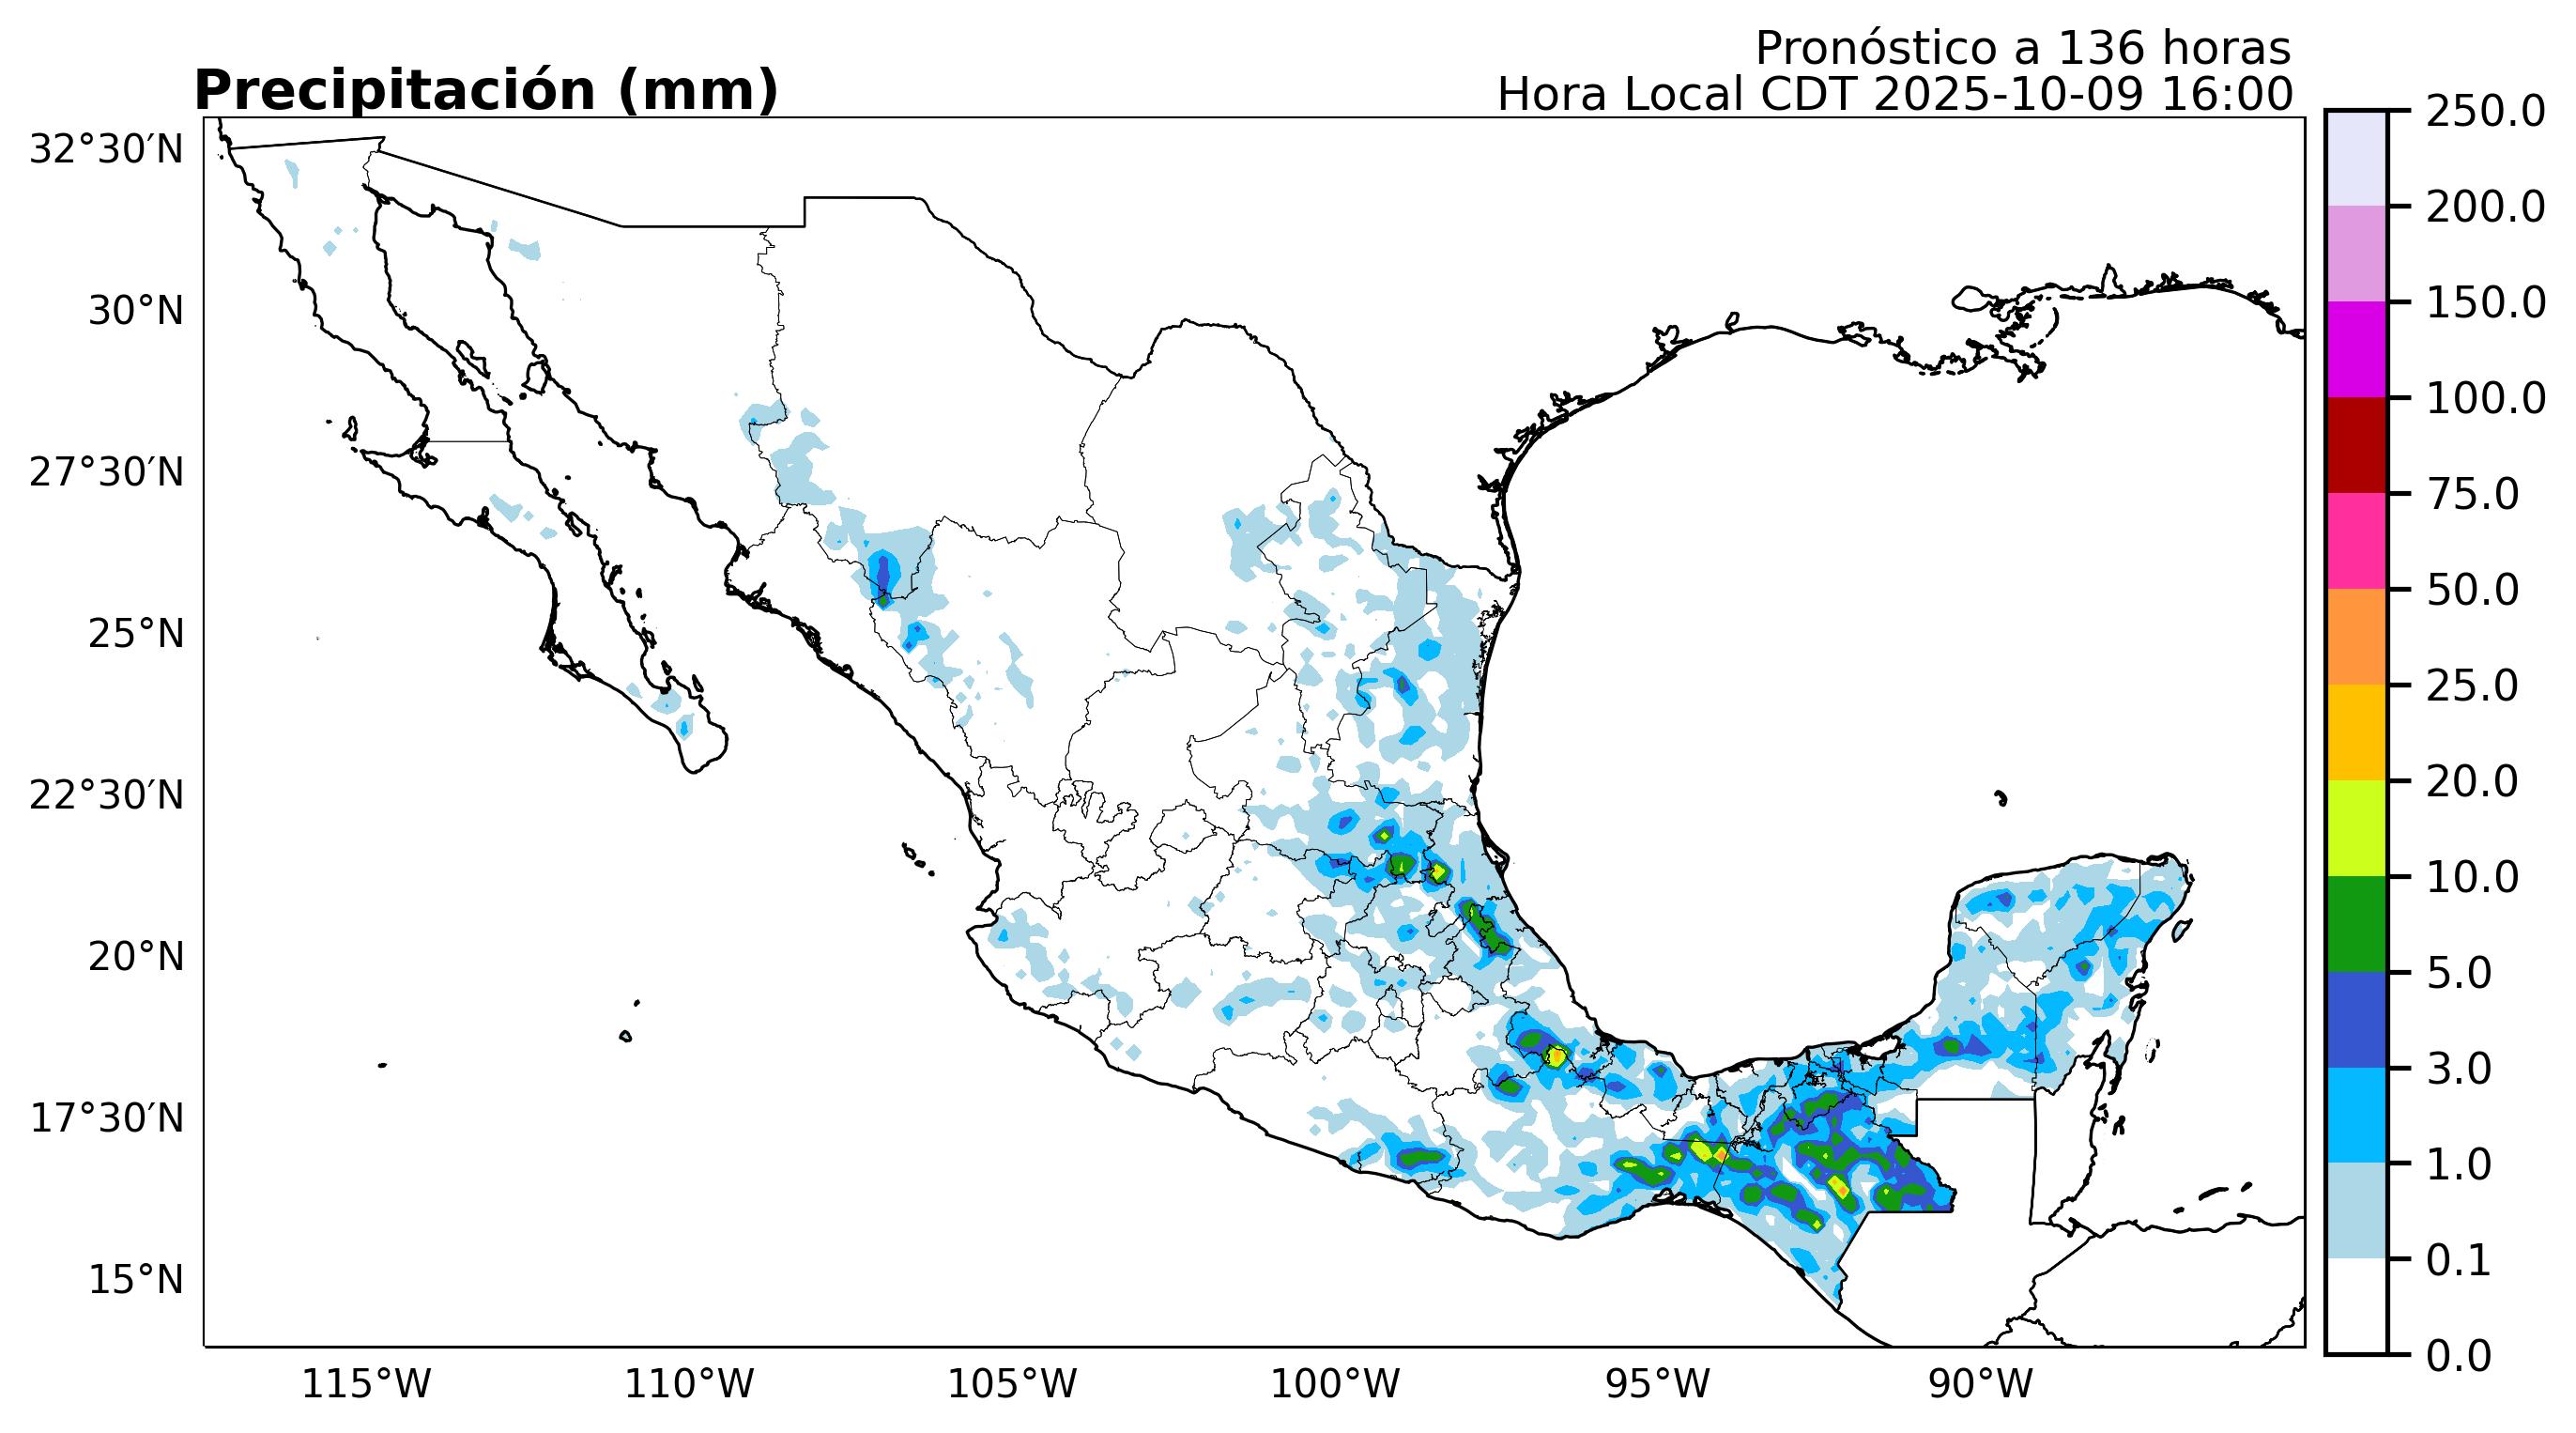 Pronóstico a 136 horas
Precipitación (mm)
Hora Local CDT 2025-10-09 16:00
32°30′N
30°N
27°30′N
25°N
22°30′N
20°N
17°30′N
15°N
115°W
110°W
105°W
100°W
95°W
90°W
250.0
200.0
150.0
100.0
75.0
50.0
25.0
20.0
10.0
5.0
3.0
1.0
0.1
0.0